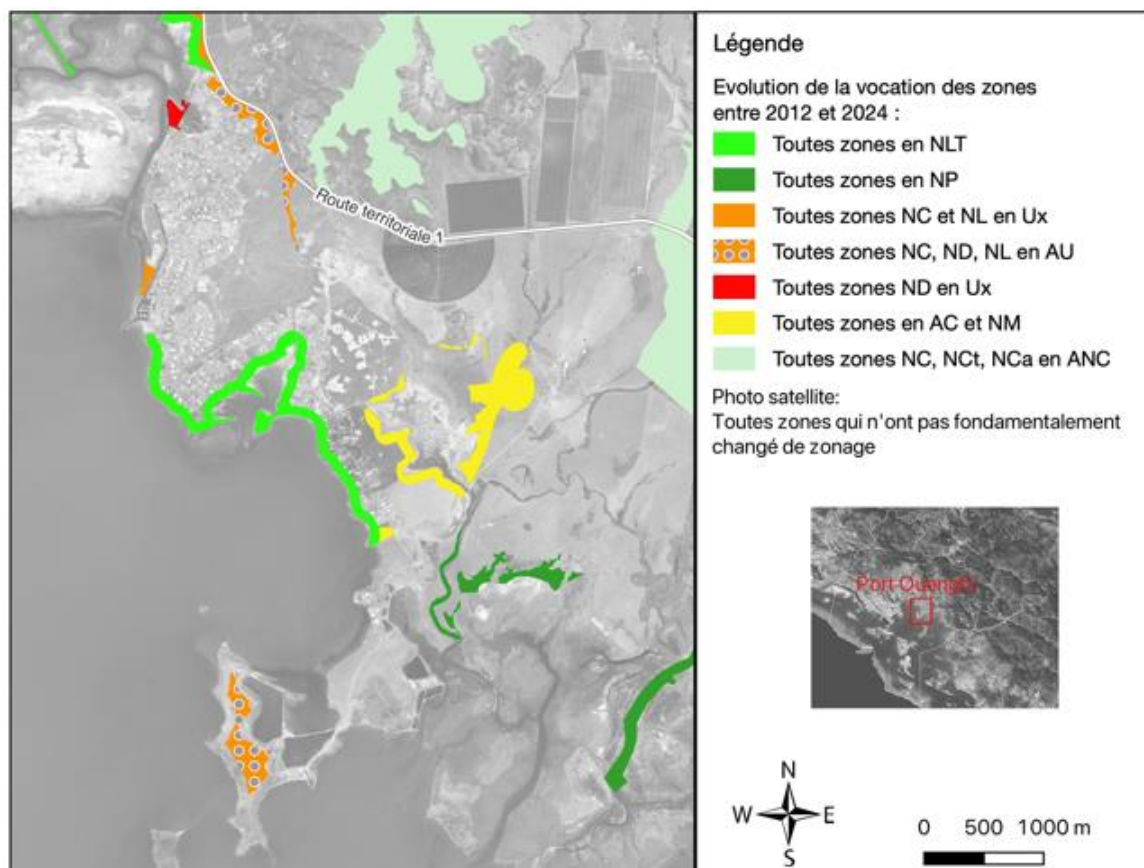 Route territoriale 1
Légende
Evolution de la vocation des zones
entre 2012 et 2024 :
Toutes zones en NLT
Toutes zones en NP
Toutes zones NC et NL en Ux
Toutes zones NC, ND, NL en AU
Toutes zones ND en Ux
Toutes zones en AC et NM
Toutes zones NC, NCt, NCa en ANC
Photo satellite:
Toutes zones qui n'ont pas fondamentalement
changé de zonage
Port Ouenghi
N
W E
S
0 500 1000 m